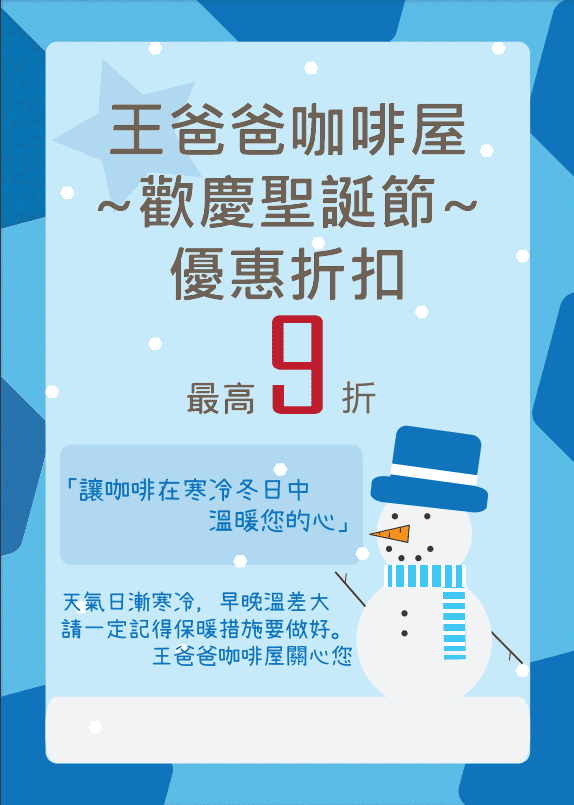 王爸爸咖啡屋
~歡慶聖誕節~
優惠折扣
最高 9 折
「讓咖啡在寒冷冬日中
溫暖您的心」
天氣日漸寒冷，早晚溫差大
請一定記得保暖措施要做好。
王爸爸咖啡屋關心您